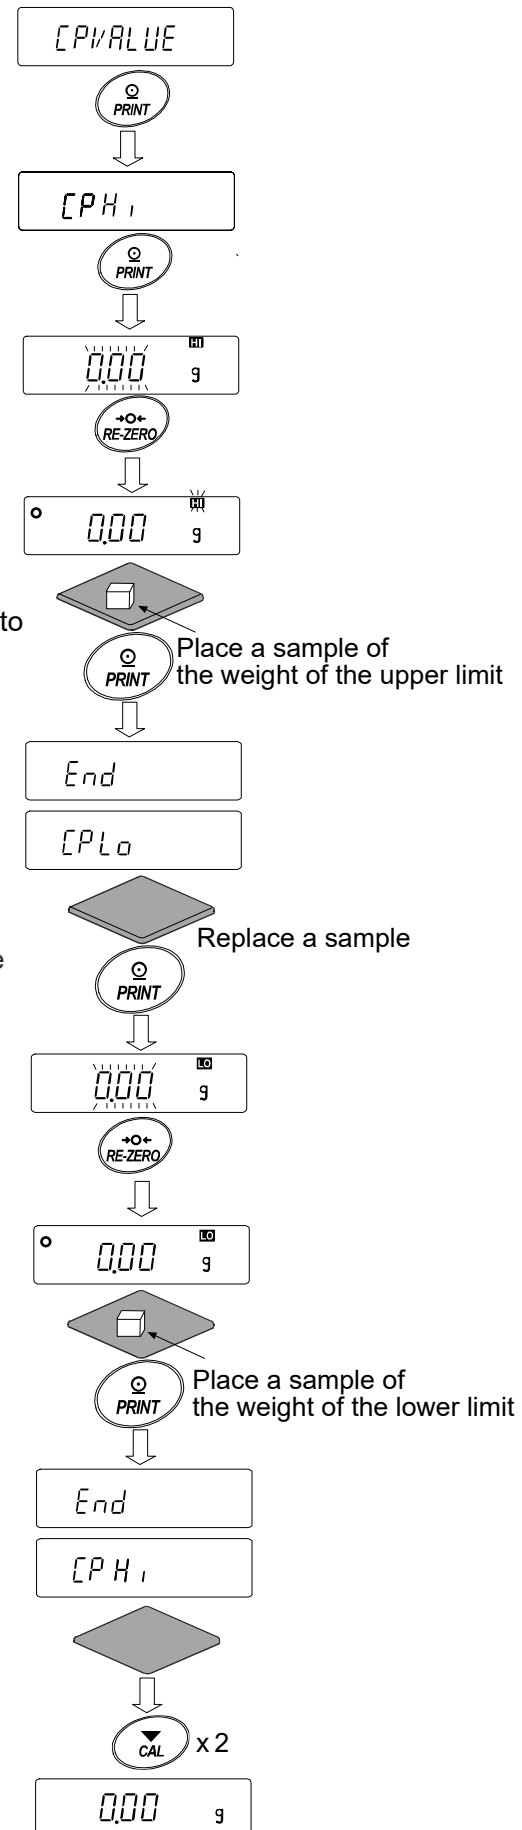 CPVALUE
PRINT
CPHi
PRINT
HI
0.00 g
→0←
RE-ZERO
HI
0.00 g
to
Place a sample of
the weight of the upper limit
PRINT
End
CPLo
Replace a sample
e
PRINT
LO
0.00 g
→0←
RE-ZERO
LO
0.00 g
Place a sample of
the weight of the lower limit
PRINT
End
CPHi
CAL x 2
0.00 g